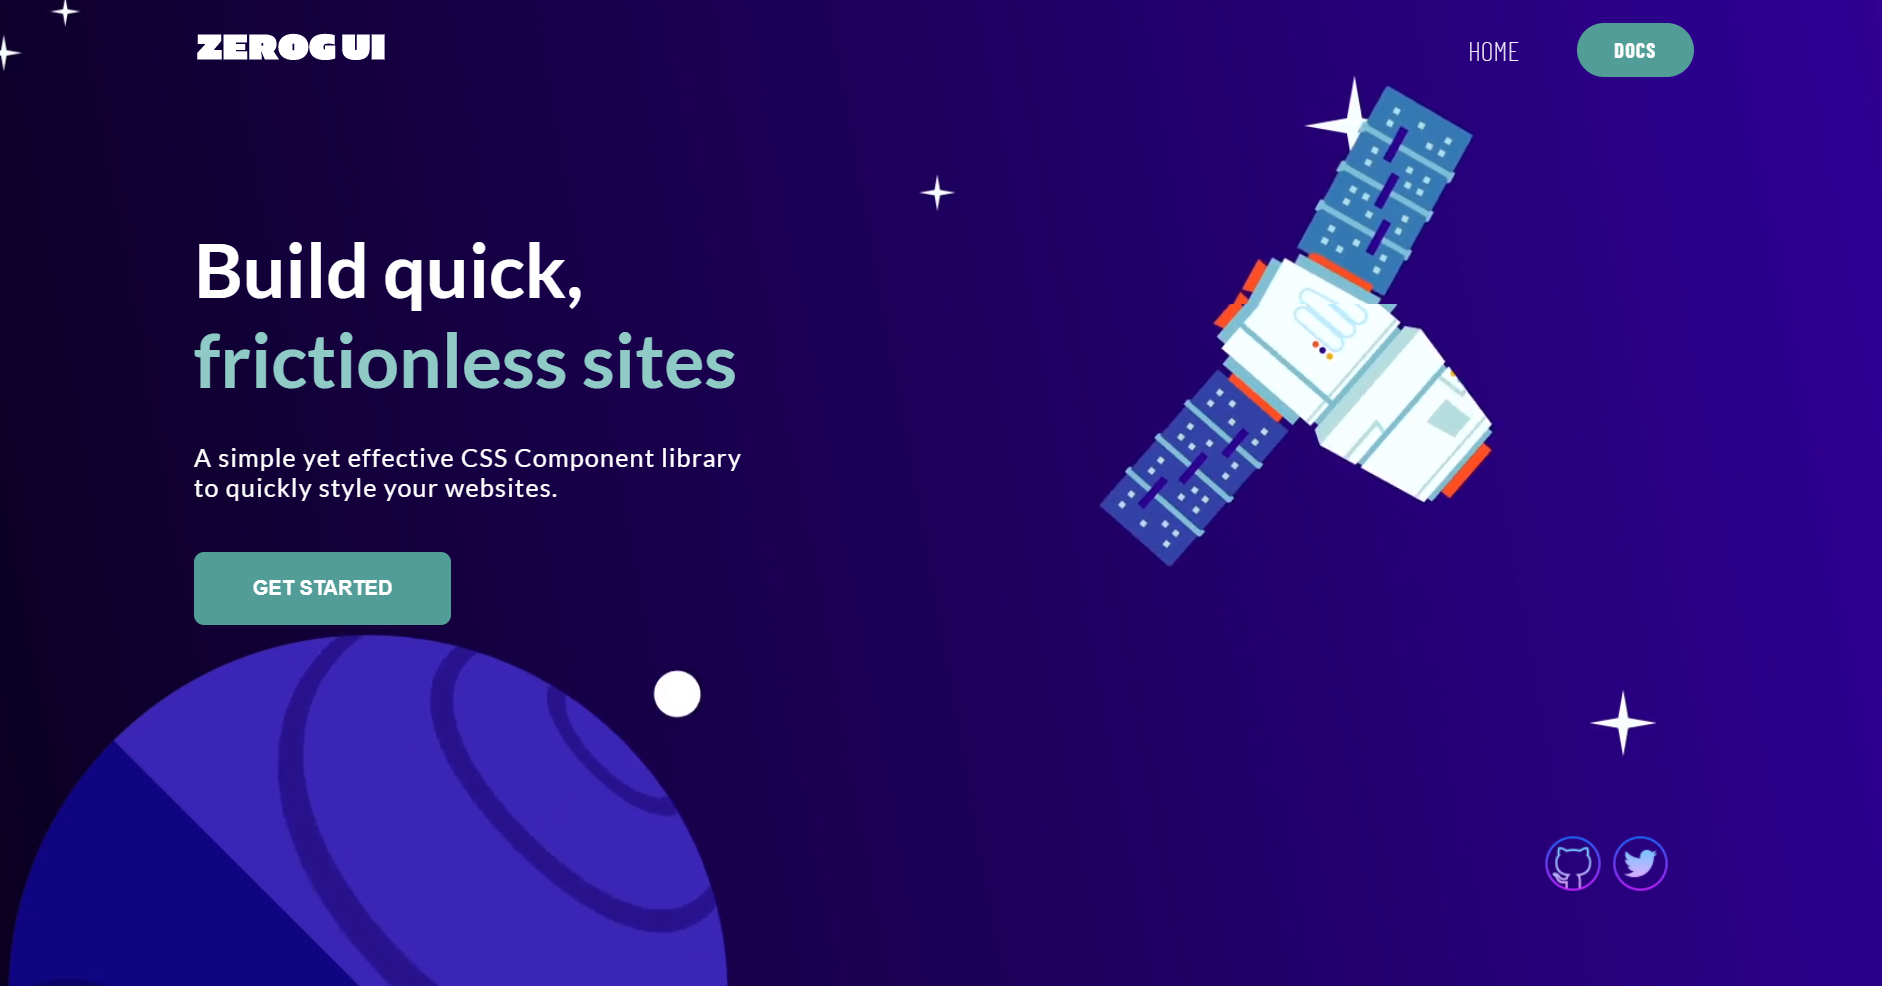 ZEROG UI
HOME
DOCS
Build quick,
frictionless sites
A simple yet effective CSS Component library
to quickly style your websites.
GET STARTED